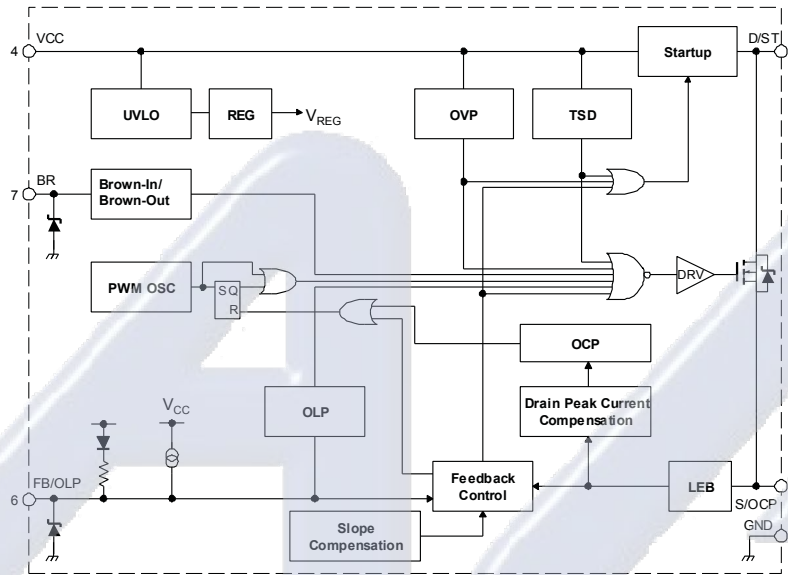 VCC
D/ST
4
Startup
UVLO
REG
VREG
OVP
TSD
BR
7
Brown-In/
Brown-Out
PWM OSC
SQ
R
DRV
OCP
VCC
OLP
Drain Peak Current
Compensation
FB/OLP
6
Feedback
Control
LEB
S/OCP
Slope
Compensation
GND